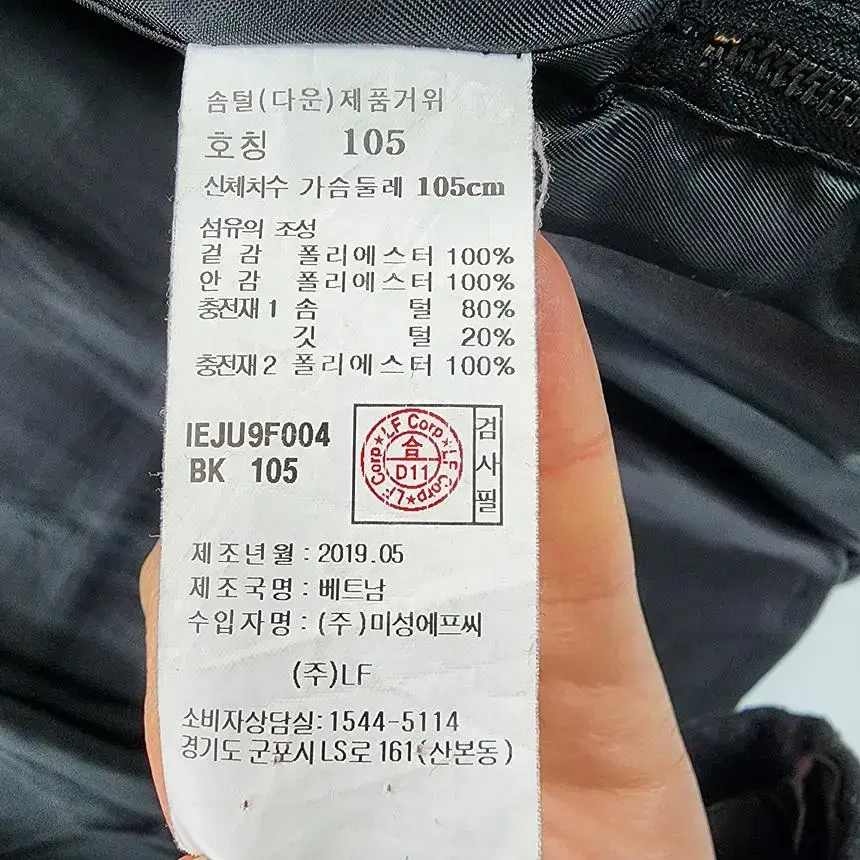 솜털(다운)제품거위
호칭 105
신체치수 가슴둘레 105cm
섬유의 조성
겉 감 폴리에스터 100%
안 감 폴리에스터 100%
충전재 1 솜 털 80%
깃 털 20%
충전재 2 폴리에스터 100%
IEJU9F004
BK 105
LF Corp★LF Corp★LF Corp★
合
D11
검사필
제조년월 : 2019.05
제조국명 : 베트남
수입자명 : (주)미성에프씨
(주)LF
소비자상담실: 1544-5114
경기도 군포시 LS로 161(산본동)